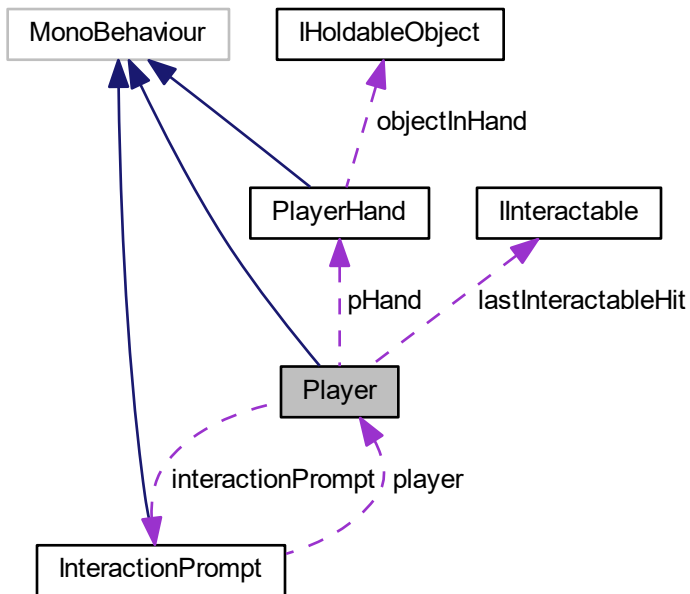 MonoBehaviour
IHoldableObject
objectInHand
PlayerHand
IInteractable
pHand
lastInteractableHit
Player
interactionPrompt
player
InteractionPrompt